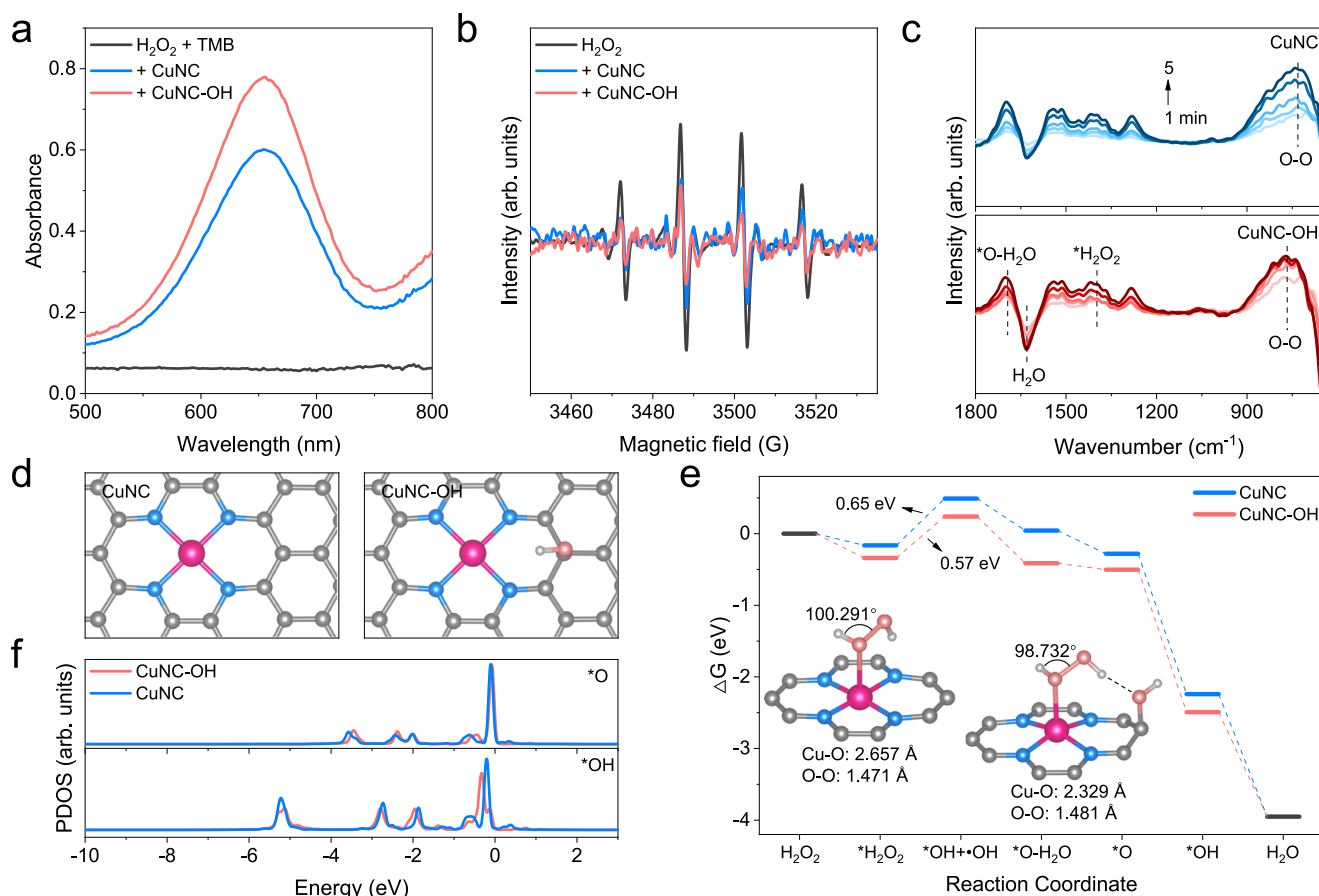 a
H₂O₂ + TMB
+ CuNC
+ CuNC-OH
0.8
0.6
0.4
0.2
0.0
Absorbance
500 600 700 800
Wavelength (nm)
b
H₂O₂
+ CuNC
+ CuNC-OH
Intensity (arb. units)
3460 3480 3500 3520
Magnetic field (G)
c
CuNC
5
1 min
O-O
CuNC-OH
*O-H₂O
*H₂O₂
H₂O
O-O
Intensity (arb. units)
1800 1500 1200 900
Wavenumber (cm⁻¹)
d
CuNC
CuNC-OH
e
CuNC
CuNC-OH
0.65 eV
0.57 eV
0
-1
-2
-3
-4
ΔG (eV)
100.291°
Cu-O: 2.657 Å
O-O: 1.471 Å
98.732°
Cu-O: 2.329 Å
O-O: 1.481 Å
H₂O₂ *H₂O₂ *OH+•OH *O-H₂O *O *OH H₂O
Reaction Coordinate
f
CuNC-OH
CuNC
*O
*OH
PDOS (arb. units)
-10 -8 -6 -4 -2 0 2
Energy (eV)